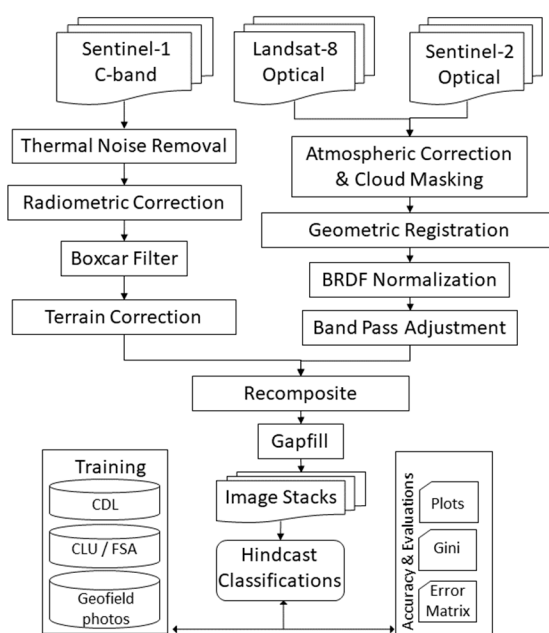 Sentinel-1
C-band
Landsat-8
Optical
Sentinel-2
Optical
Thermal Noise Removal
Radiometric Correction
Boxcar Filter
Terrain Correction
Atmospheric Correction
& Cloud Masking
Geometric Registration
BRDF Normalization
Band Pass Adjustment
Recomposite
Gapfill
Image Stacks
Hindcast
Classifications
Training
CDL
CLU / FSA
Geofield
photos
Accuracy & Evaluations
Plots
Gini
Error
Matrix